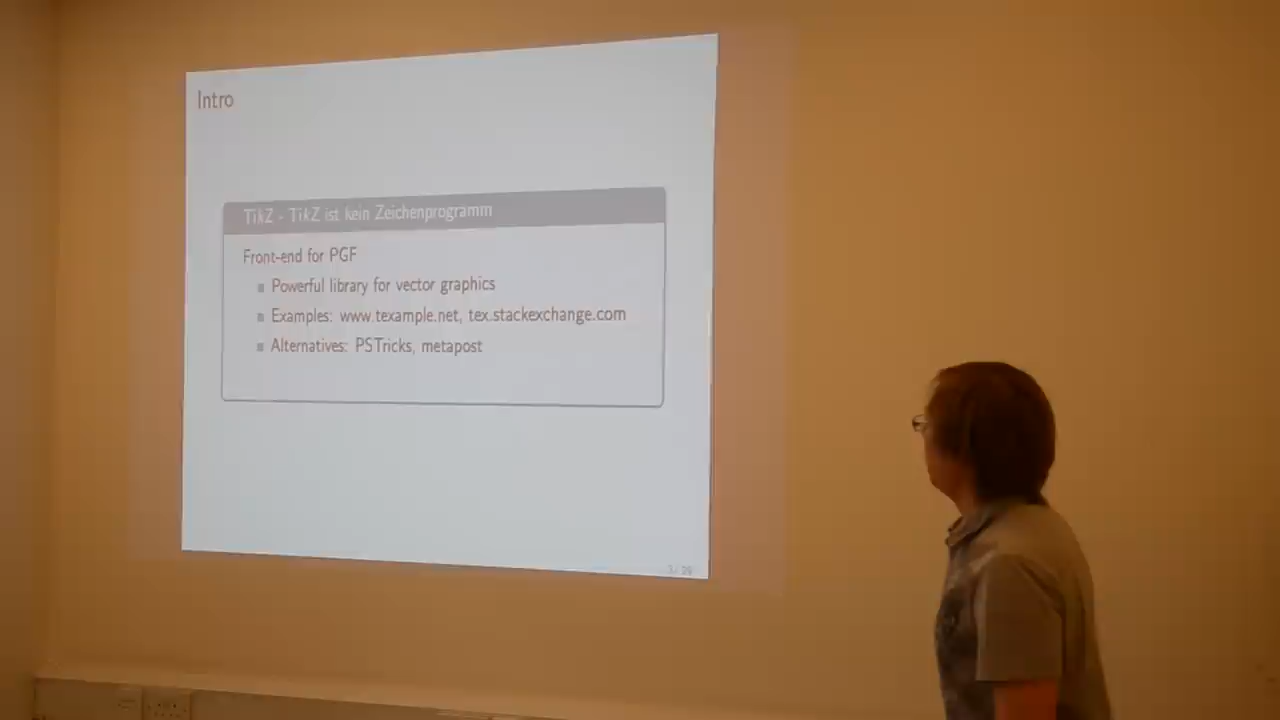 Intro
TikZ - TikZ ist kein Zeichenprogramm
Front-end for PGF
Powerful library for vector graphics
Examples: www.texample.net, tex.stackexchange.com
Alternatives: PSTricks, metapost